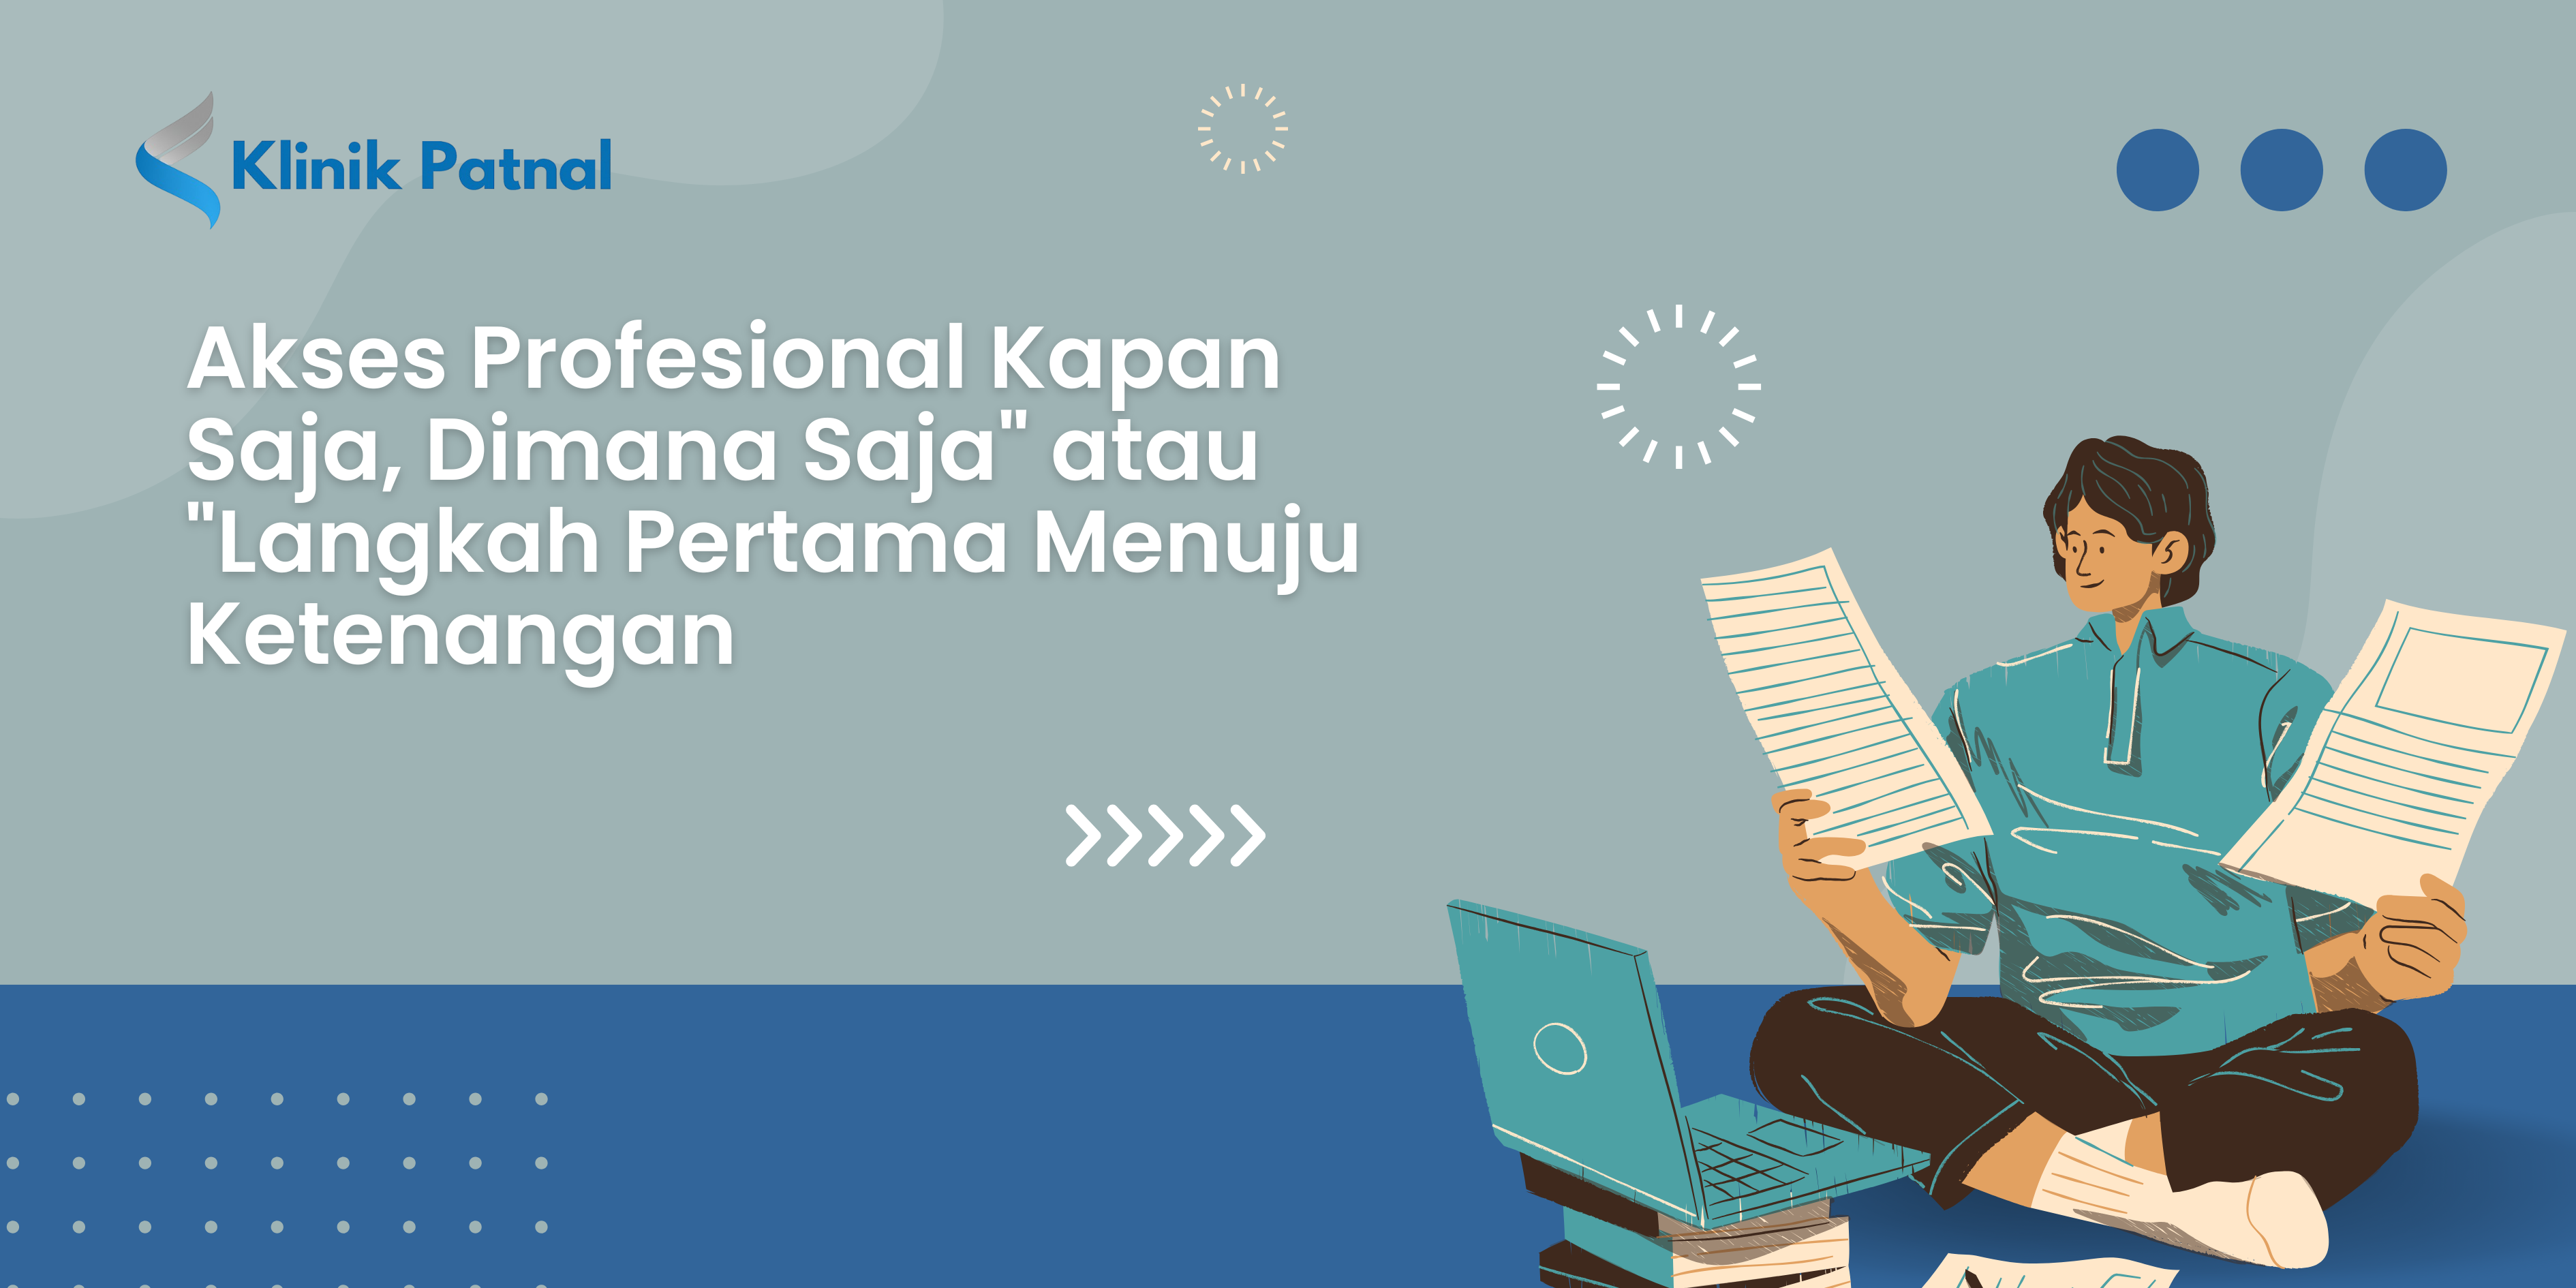 Klinik Patnal
Akses Profesional Kapan
Saja, Dimana Saja" atau
"Langkah Pertama Menuju
Ketenangan